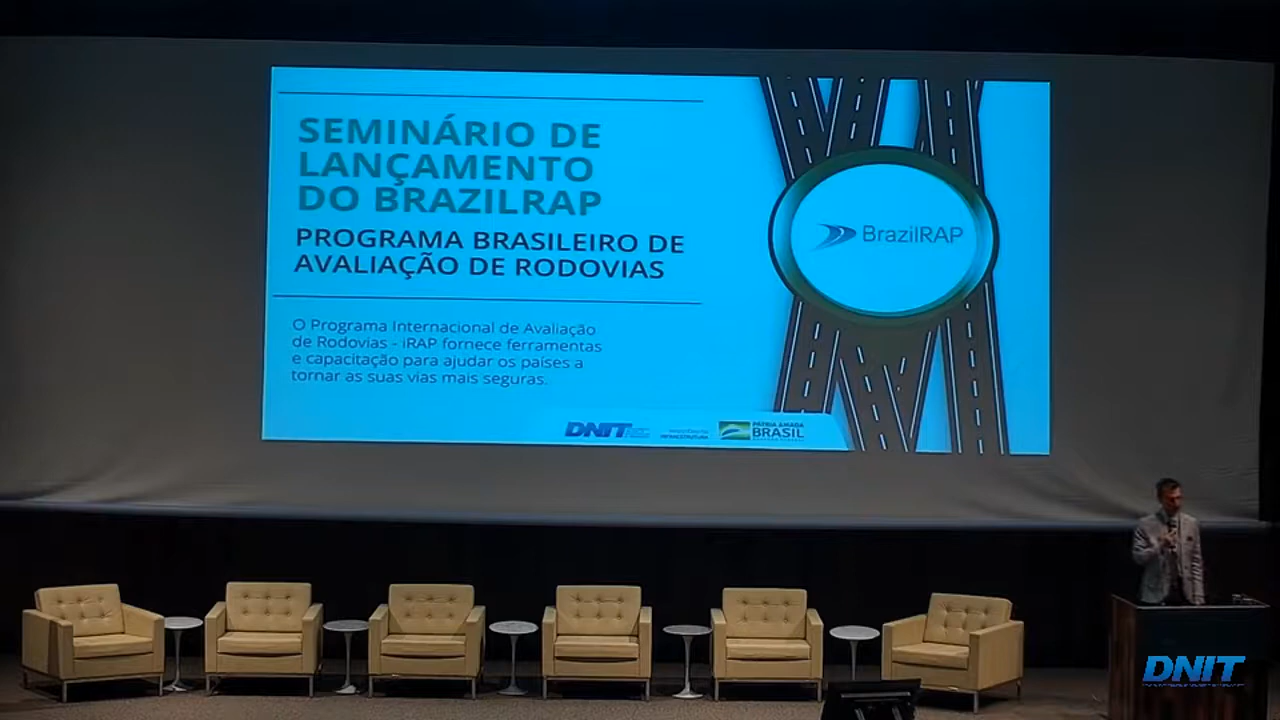 SEMINÁRIO DE
LANÇAMENTO
DO BRAZILRAP
PROGRAMA BRASILEIRO DE
AVALIAÇÃO DE RODOVIAS
O Programa Internacional de Avaliação
de Rodovias - iRAP fornece ferramentas
e capacitação para ajudar os países a
tornar as suas vias mais seguras.
BrazilRAP
DNIT
INFRAESTRUTURA
PÁTRIA AMADA
BRASIL
DNIT